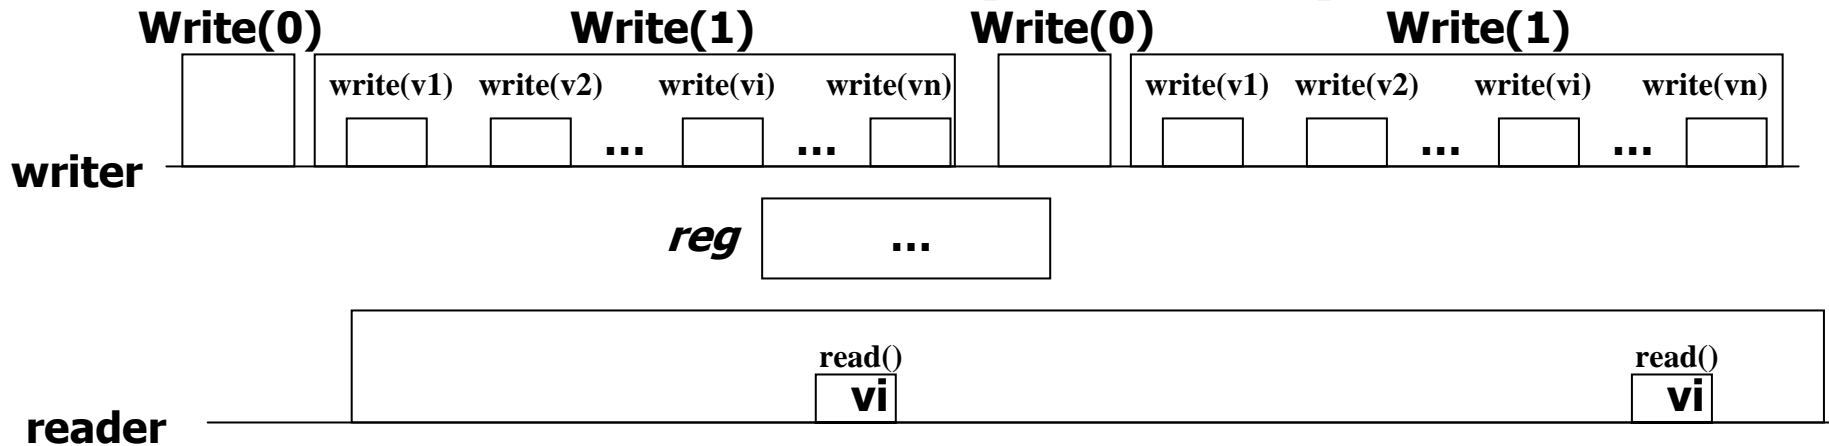 Write(0) Write(1) Write(0) Write(1)
write(v1) write(v2) write(vi) write(vn) write(v1) write(v2) write(vi) write(vn)
... ... ... ...
writer
reg ...
read() read()
vi vi
reader